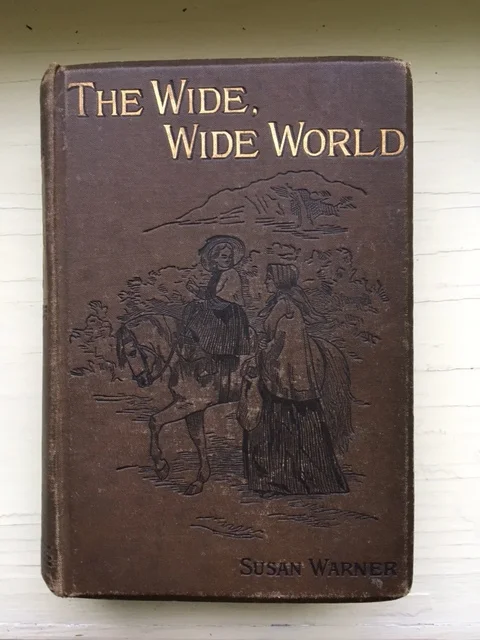 THE WIDE,
WIDE WORLD
SUSAN WARNER